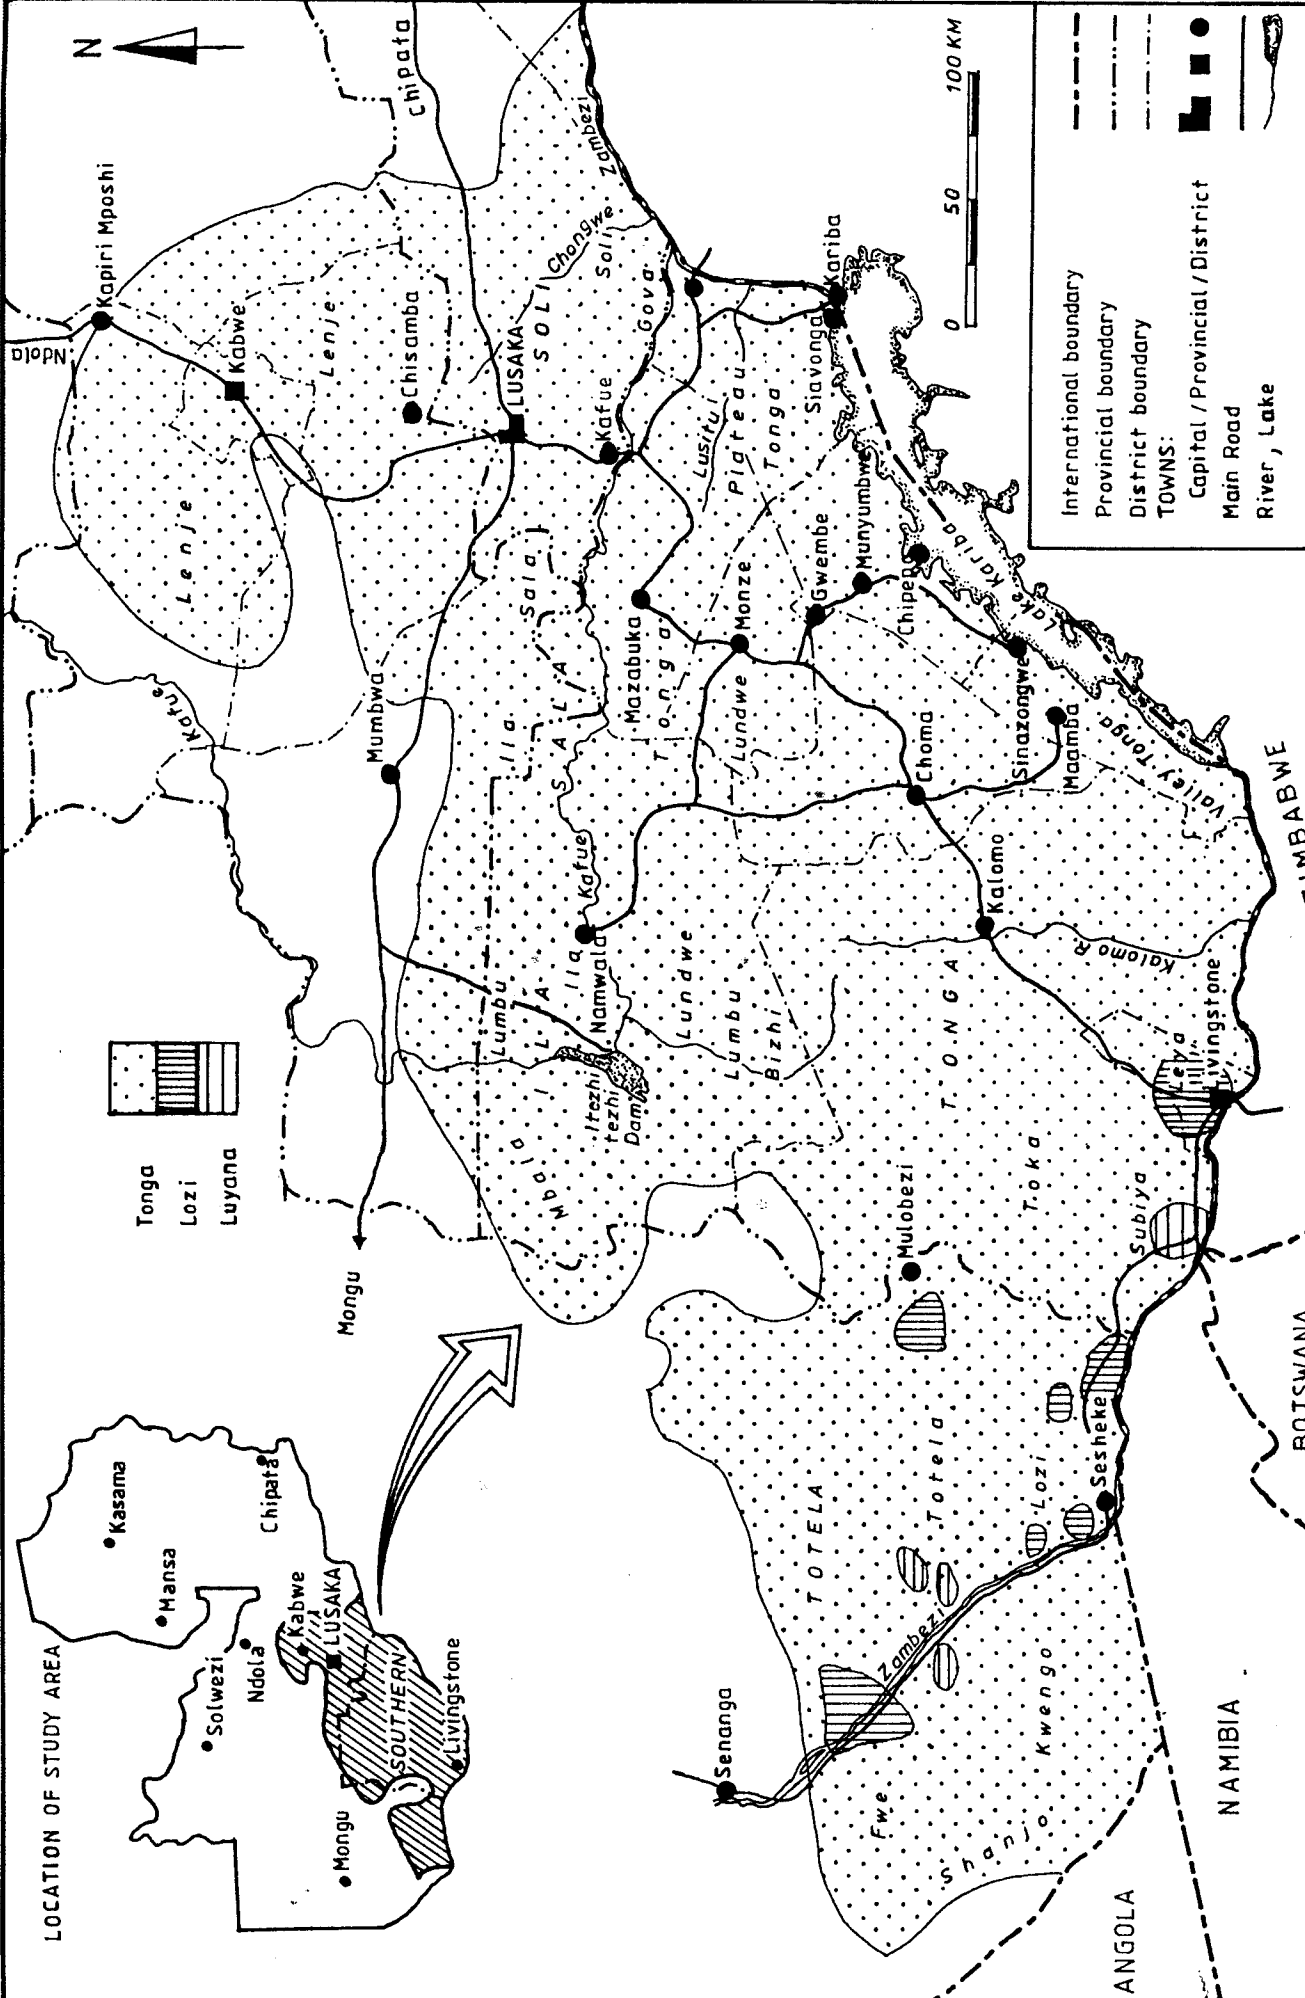 LOCATION OF STUDY AREA
Kasama
Mansa
Solwezi
Ndola
Chipata
Kabwe
LUSAKA
Mongu
SOUTHERN
Livingstone
Tonga
Lozi
Luyana
N
Ndola
Kapiri Mposhi
Chipata
Kabwe
Lenje
Lenje
Chisamba
Kafue
Mumbwa
Mongu
LUSAKA
SOLI
Chongwe
Soli
Zambezi
Kafue
Gova
Sala
Ila
SALA
Lumbu
Kafue
Ila
Namwala
ILA
Mbala
Itezhi
tezhi
Dam
Mazabuka
Tonga
Lusitu
Plateau
Tonga
Monze
Lundwe
Lundwe
Lumbu
Bizhi
Siavonga
Kariba
Gwembe
Munyumbwe
Chipepo
Lake Kariba
Sinazongwe
Maamba
Valley Tonga
Choma
Kalomo
Kalomo R
TONGA
Toka
Leya
Livingstone
Subiya
Mulobezi
Senanga
TOTELA
Totela
Lozi
Sesheke
Zambezi
Fwe
Kwengo
Shanjo
ANGOLA
NAMIBIA
BOTSWANA
0 50 100 KM
International boundary
Provincial boundary
District boundary
TOWNS:
Capital / Provincial / District
Main Road
River, Lake